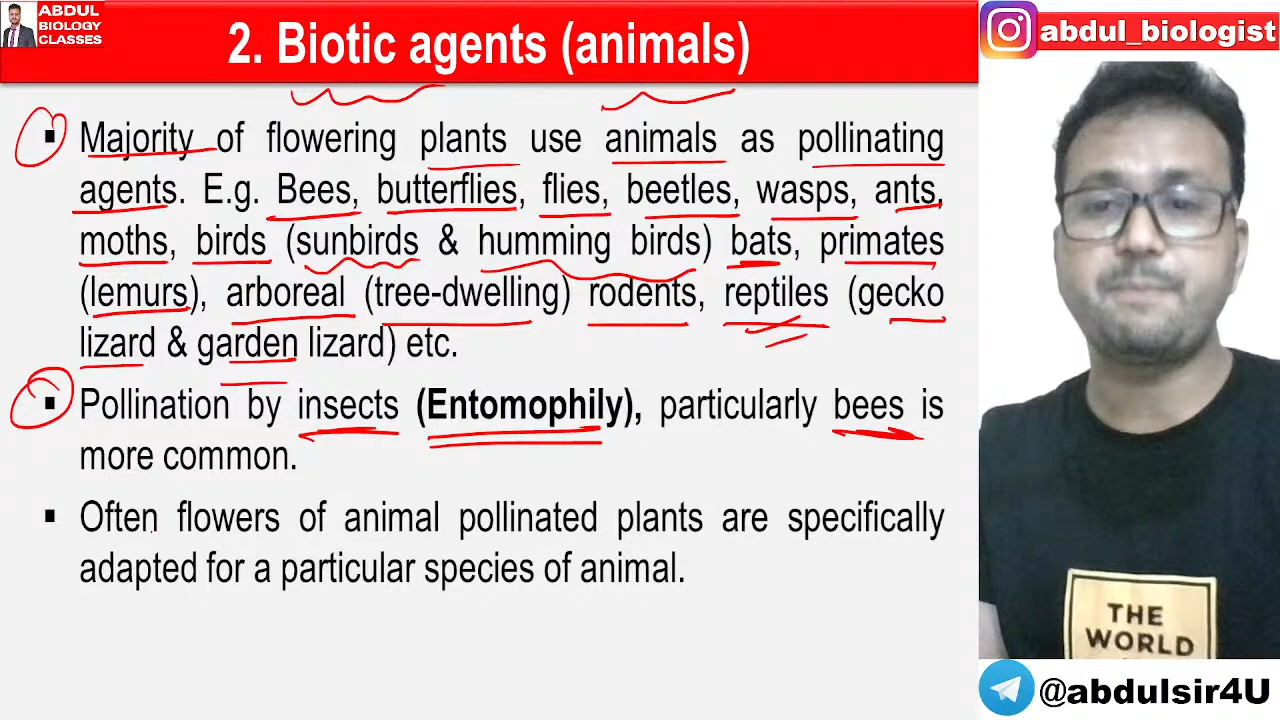 ABDUL
BIOLOGY
CLASSES
2. Biotic agents (animals)
abdul_biologist
▪ Majority of flowering plants use animals as pollinating
agents. E.g. Bees, butterflies, flies, beetles, wasps, ants,
moths, birds (sunbirds & humming birds) bats, primates
(lemurs), arboreal (tree-dwelling) rodents, reptiles (gecko
lizard & garden lizard) etc.
▪ Pollination by insects (Entomophily), particularly bees is
more common.
▪ Often flowers of animal pollinated plants are specifically
adapted for a particular species of animal.
THE
WORLD
@abdulsir4U